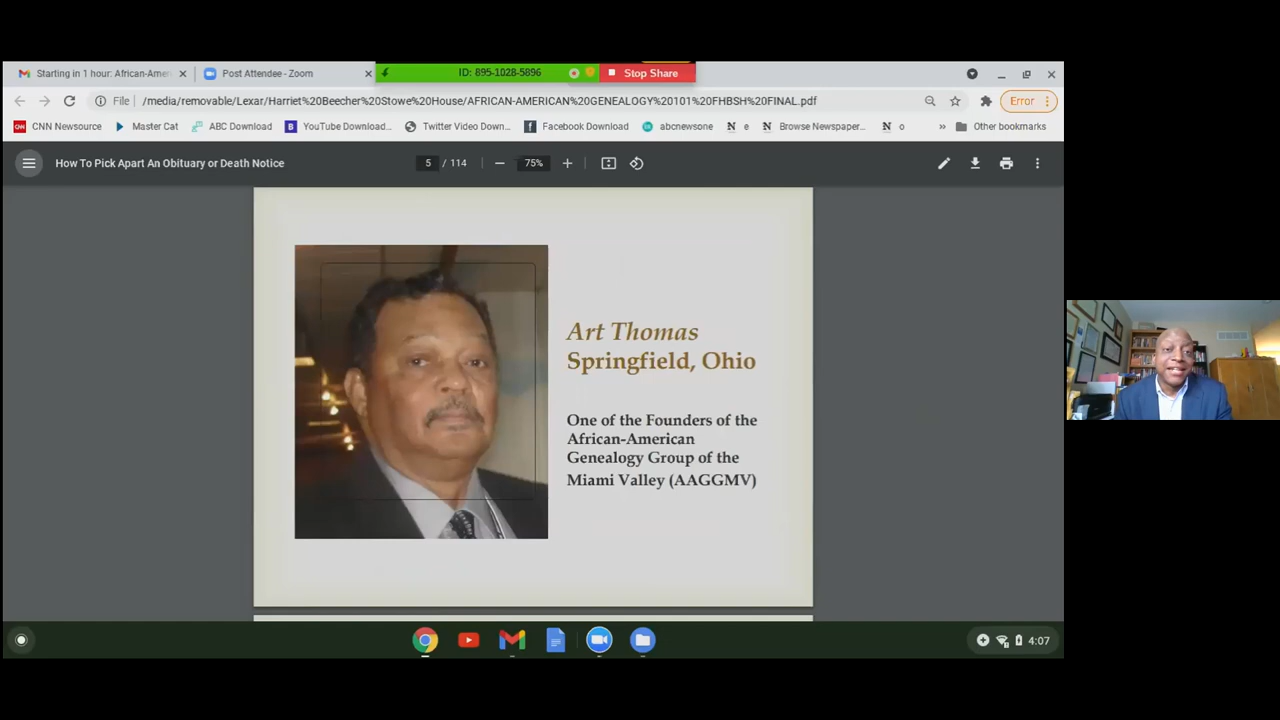 Starting in 1 hour: African-Amer
Post Attendee - Zoom
ID: 895-1028-5896
Stop Share
File
/media/removable/Lexar/Harriet%20Beecher%20Stowe%20House/AFRICAN-AMERICAN%20GENEALOGY%20101%20FHBSH%20FINAL.pdf
Error
CNN Newsource
Master Cat
ABC Download
YouTube Download...
Twitter Video Down...
Facebook Download
abcnewsone
N e
N Browse Newspaper...
N o
»
Other bookmarks
How To Pick Apart An Obituary or Death Notice
5 / 114
75%
Art Thomas
Springfield, Ohio
One of the Founders of the
African-American
Genealogy Group of the
Miami Valley (AAGGMV)
4:07